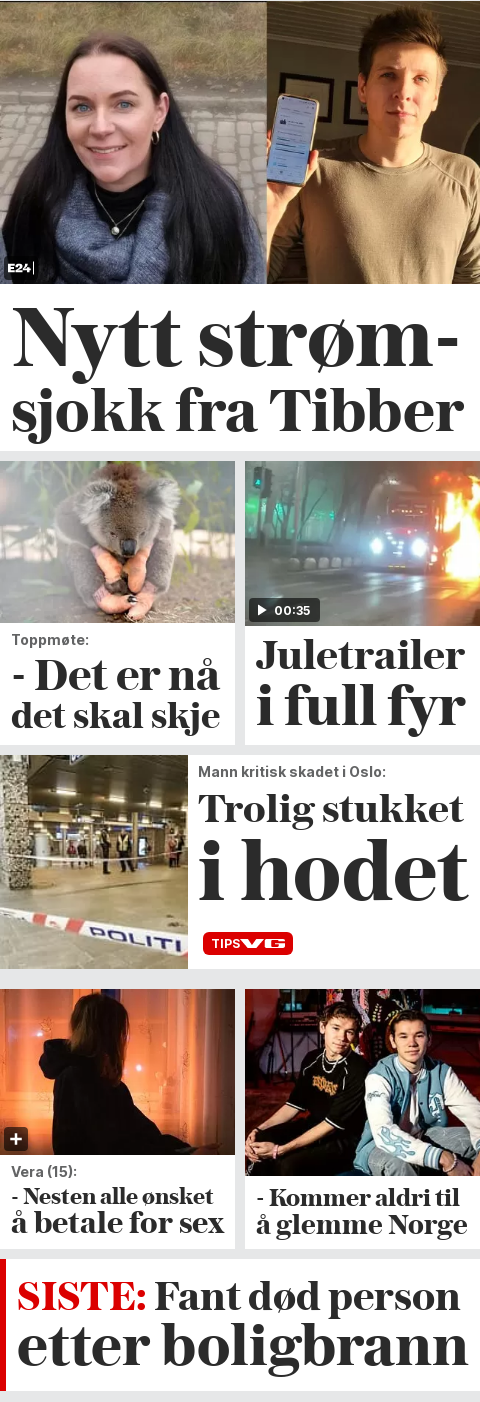 E24
Nytt strøm-
sjokk fra Tibber
00:35
Toppmøte:
- Det er nå
det skal skje
Juletrailer
i full fyr
Mann kritisk skadet i Oslo:
Trolig stukket
i hodet
POLITI
TIPS VG
Vera (15):
- Nesten alle ønsket
å betale for sex
- Kommer aldri til
å glemme Norge
SISTE: Fant død person
etter boligbrann